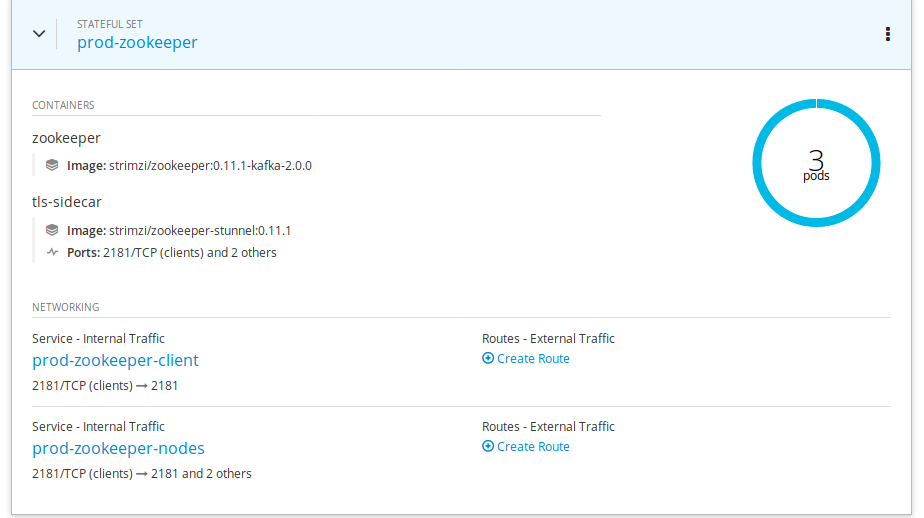 STATEFUL SET
prod-zookeeper
CONTAINERS
zookeeper
Image: strimzi/zookeeper:0.11.1-kafka-2.0.0
tls-sidecar
Image: strimzi/zookeeper-stunnel:0.11.1
Ports: 2181/TCP (clients) and 2 others
3
pods
NETWORKING
Service - Internal Traffic
prod-zookeeper-client
2181/TCP (clients) → 2181
Routes - External Traffic
Create Route
Service - Internal Traffic
prod-zookeeper-nodes
2181/TCP (clients) → 2181 and 2 others
Routes - External Traffic
Create Route